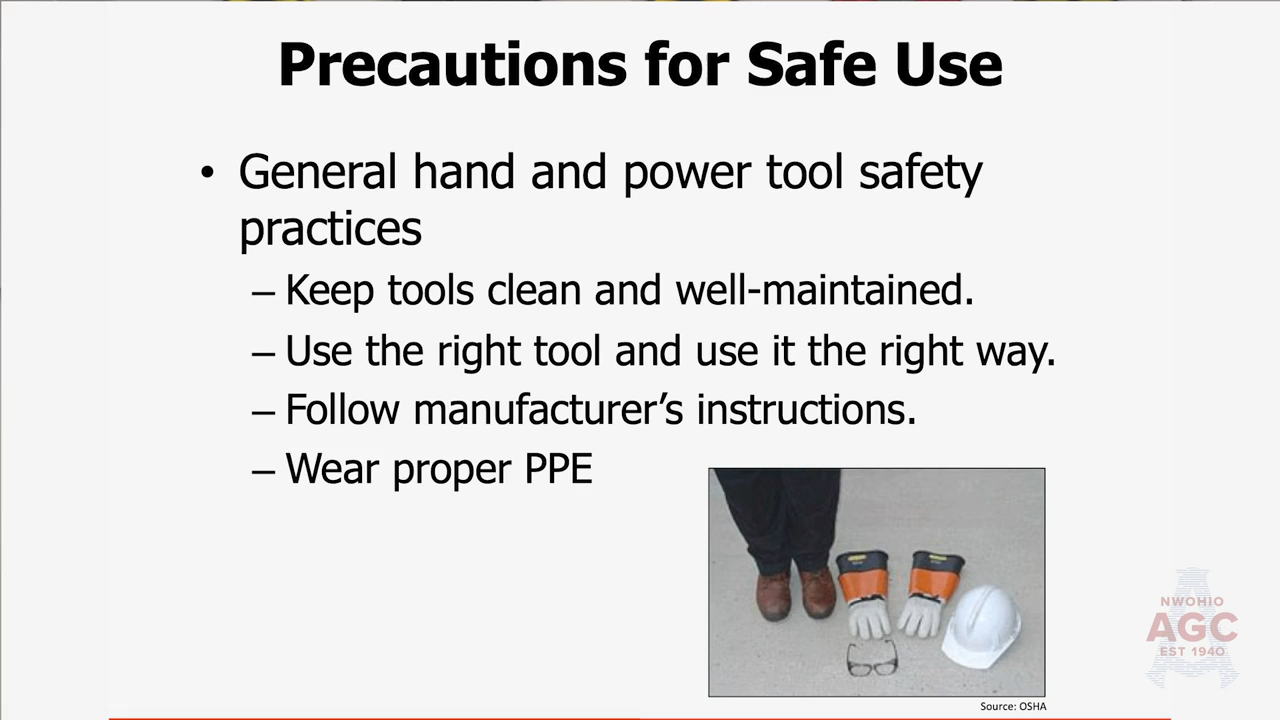 Precautions for Safe Use
• General hand and power tool safety
practices
– Keep tools clean and well-maintained.
– Use the right tool and use it the right way.
– Follow manufacturer’s instructions.
– Wear proper PPE
NWOHIO
AGC
EST 1940
Source: OSHA